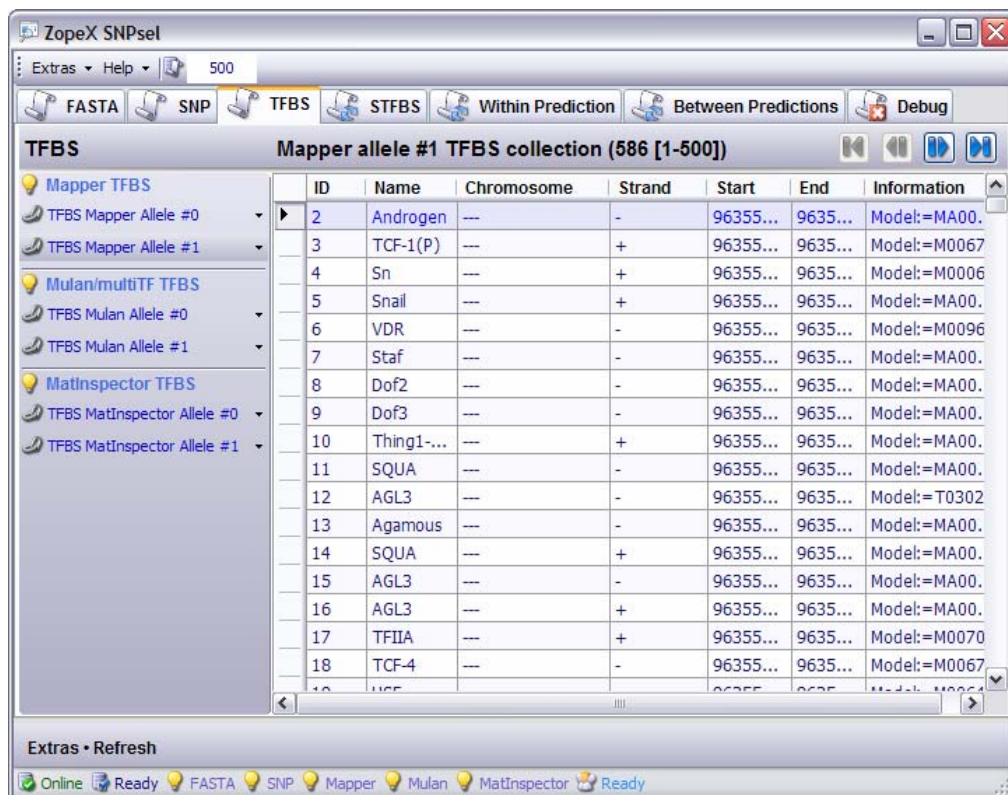 ZopeX SNPsel
Extras Help 500
FASTA SNP TFBS STFBS Within Prediction Between Predictions Debug
TFBS Mapper allele #1 TFBS collection (586 [1-500])
Mapper TFBS
TFBS Mapper Allele #0
TFBS Mapper Allele #1
Mulan/multiTF TFBS
TFBS Mulan Allele #0
TFBS Mulan Allele #1
MatInspector TFBS
TFBS MatInspector Allele #0
TFBS MatInspector Allele #1
ID Name Chromosome Strand Start End Information
2 Androgen --- - 96355... 9635... Model:=MA00.
3 TCF-1(P) --- + 96355... 9635... Model:=M0067
4 Sn --- + 96355... 9635... Model:=M0006
5 Snail --- + 96355... 9635... Model:=MA00.
6 VDR --- - 96355... 9635... Model:=M0096
7 Staf --- - 96355... 9635... Model:=MA00.
8 Dof2 --- - 96355... 9635... Model:=MA00.
9 Dof3 --- - 96355... 9635... Model:=MA00.
10 Thing1-... --- + 96355... 9635... Model:=MA00.
11 SQUA --- - 96355... 9635... Model:=MA00.
12 AGL3 --- - 96355... 9635... Model:=T0302
13 Agamous --- - 96355... 9635... Model:=MA00.
14 SQUA --- + 96355... 9635... Model:=MA00.
15 AGL3 --- - 96355... 9635... Model:=MA00.
16 AGL3 --- + 96355... 9635... Model:=MA00.
17 TFIIA --- + 96355... 9635... Model:=M0070
18 TCF-4 --- - 96355... 9635... Model:=M0067
Extras • Refresh
Online Ready FASTA SNP Mapper Mulan MatInspector Ready